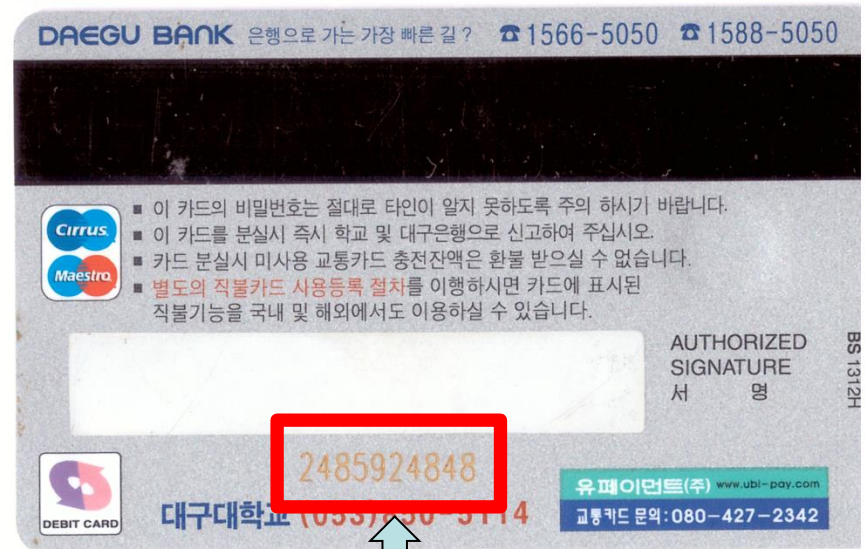 DAEGU BANK 은행으로 가는 가장 빠른 길? ☎1566-5050 ☎1588-5050
Cirrus
Maestro
■ 이 카드의 비밀번호는 절대로 타인이 알지 못하도록 주의 하시기 바랍니다.
■ 이 카드를 분실시 즉시 학교 및 대구은행으로 신고하여 주십시오.
■ 카드 분실시 미사용 교통카드 충전잔액은 환불 받으실 수 없습니다.
■ 별도의 직불카드 사용등록 절차를 이행하시면 카드에 표시된
직불기능을 국내 및 해외에서도 이용하실 수 있습니다.
AUTHORIZED
SIGNATURE
서 명
BS 1312H
2485924848
DEBIT CARD
대구대학교 (053)850-5114
유페이먼트(주) www.ubi-pay.com
교통카드 문의:080-427-2342